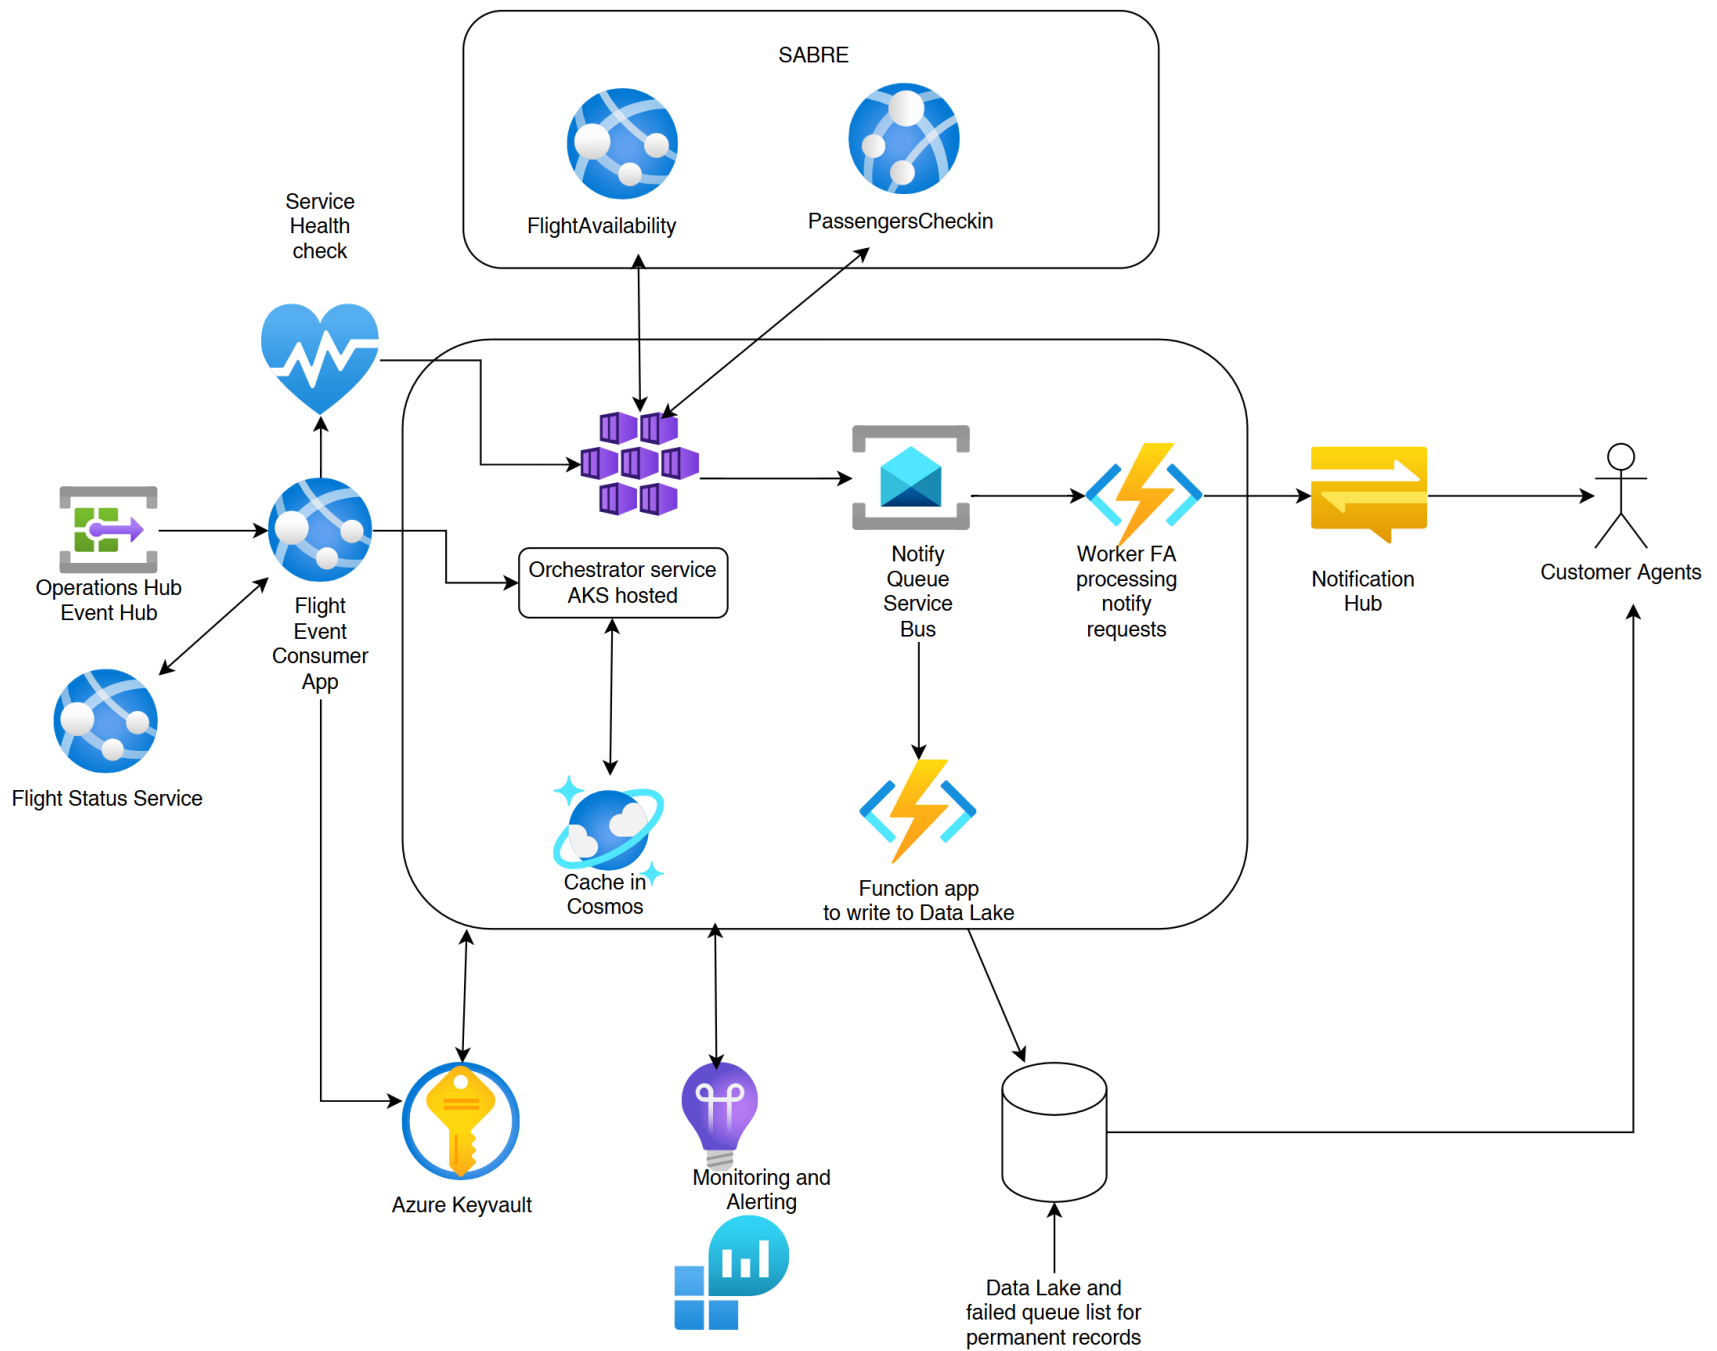 SABRE
FlightAvailability
PassengersCheckin
Service
Health
check
Operations Hub
Event Hub
Flight
Event
Consumer
App
Flight Status Service
Orchestrator service
AKS hosted
Notify
Queue
Service
Bus
Worker FA
processing
notify
requests
Notification
Hub
Customer Agents
Cache in
Cosmos
Function app
to write to Data Lake
Azure Keyvault
Monitoring and
Alerting
Data Lake and
failed queue list for
permanent records